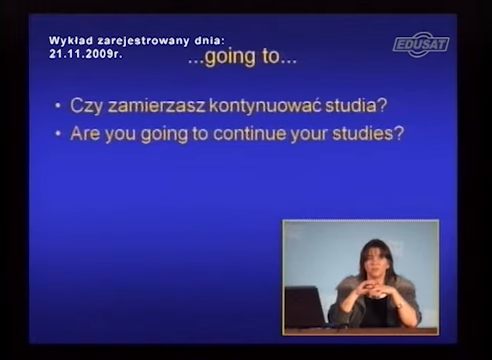 Wykład zarejestrowany dnia:
21.11.2009r.
EDUSAT
...going to...
• Czy zamierzasz kontynuować studia?
• Are you going to continue your studies?